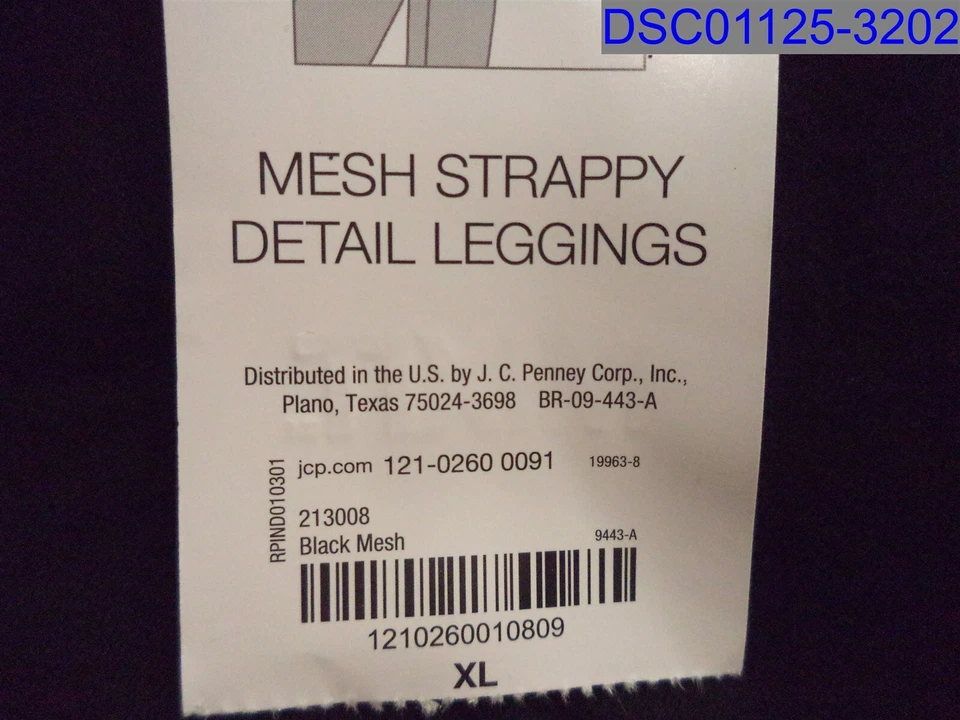 DSC01125-3202
MESH STRAPPY
DETAIL LEGGINGS
Distributed in the U.S. by J. C. Penney Corp., Inc.,
Plano, Texas 75024-3698 BR-09-443-A
jcp.com 121-0260 0091 19963-8
RPIND010301
213008
Black Mesh 9443-A
1210260010809
XL